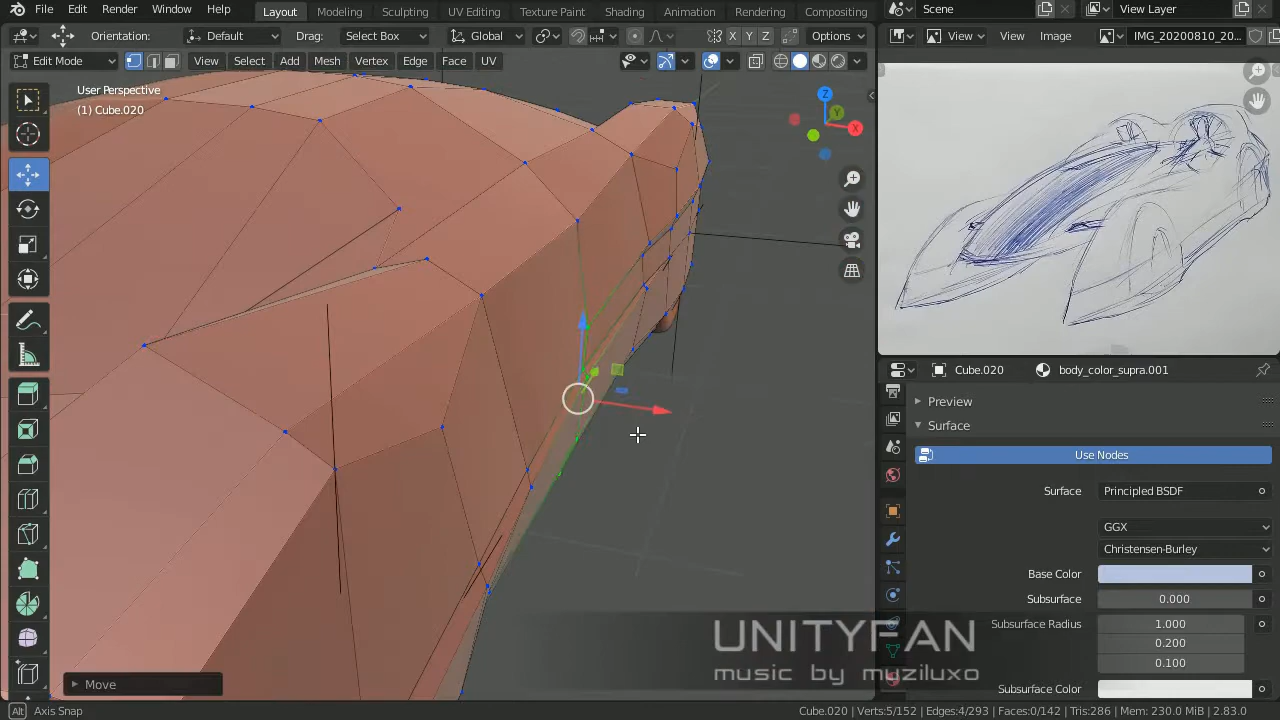 File Edit Render Window Help Layout Modeling Sculpting UV Editing Texture Paint Shading Animation Rendering Compositing Scene View Layer
Orientation: Default Drag: Select Box Global X Y Z Options View View Image IMG_20200810_20...
Edit Mode View Select Add Mesh Vertex Edge Face UV
User Perspective
(1) Cube.020
Z
Y
X
Cube.020 body_color_supra.001
Preview
Surface
Use Nodes
Surface Principled BSDF
GGX
Christensen-Burley
Base Color
Subsurface 0.000
Subsurface Radius 1.000
0.200
0.100
Subsurface Color
UNITYFAN
music by myziluxo
Move
Alt Axis Snap Cube.020 | Verts:5/152 | Edges:4/293 | Faces:0/142 | Tris:286 | Mem: 230.0 MiB | 2.83.0